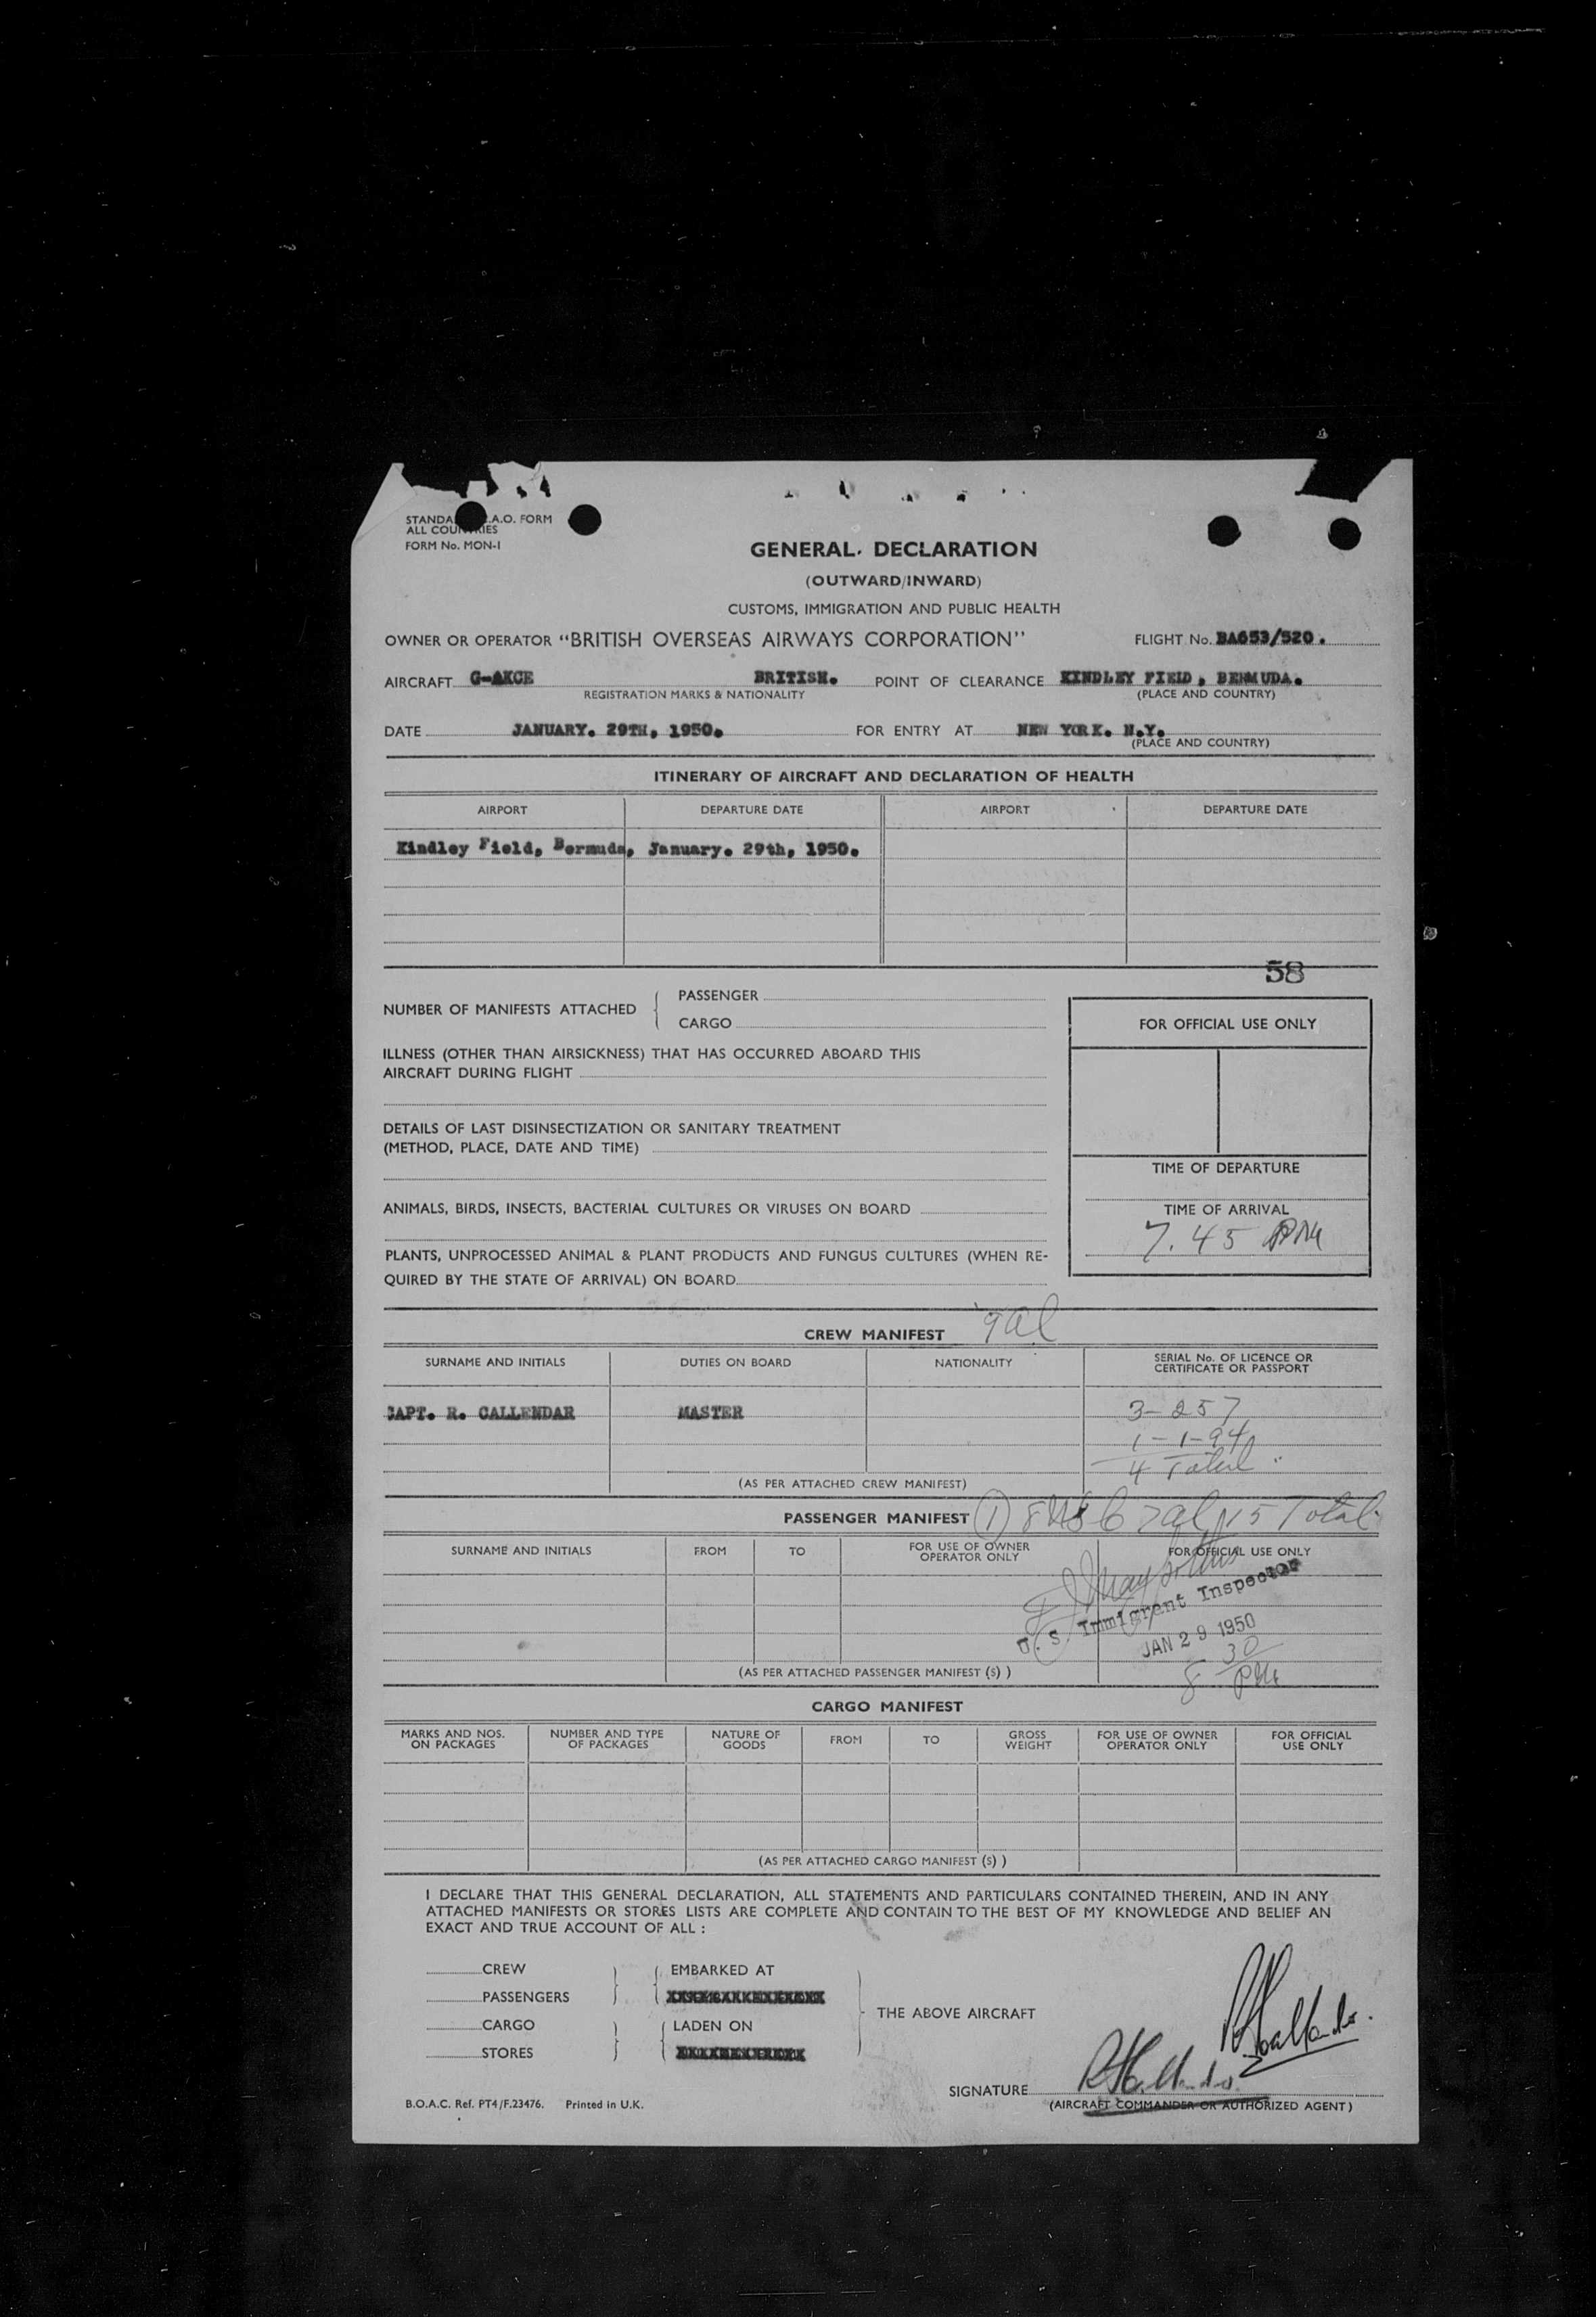 STANDA .A.O. FORM
ALL COUNTRIES
FORM No. MON-1
GENERAL. DECLARATION
(OUTWARD/INWARD)
CUSTOMS, IMMIGRATION AND PUBLIC HEALTH
OWNER OR OPERATOR “BRITISH OVERSEAS AIRWAYS CORPORATION” FLIGHT No. BA653/520.
AIRCRAFT G-AKCE BRITISH. POINT OF CLEARANCE KINDLEY FIELD, BERMUDA.
REGISTRATION MARKS & NATIONALITY (PLACE AND COUNTRY)
DATE JANUARY. 29TH, 1950. FOR ENTRY AT NEW YORK. N.Y.
(PLACE AND COUNTRY)
ITINERARY OF AIRCRAFT AND DECLARATION OF HEALTH
AIRPORT DEPARTURE DATE AIRPORT DEPARTURE DATE
Kindley Field, Bermuda, January. 29th, 1950.
58
NUMBER OF MANIFESTS ATTACHED PASSENGER
CARGO
FOR OFFICIAL USE ONLY
ILLNESS (OTHER THAN AIRSICKNESS) THAT HAS OCCURRED ABOARD THIS
AIRCRAFT DURING FLIGHT
DETAILS OF LAST DISINSECTIZATION OR SANITARY TREATMENT
(METHOD, PLACE, DATE AND TIME)
TIME OF DEPARTURE
ANIMALS, BIRDS, INSECTS, BACTERIAL CULTURES OR VIRUSES ON BOARD
TIME OF ARRIVAL
7.45 PM
PLANTS, UNPROCESSED ANIMAL & PLANT PRODUCTS AND FUNGUS CULTURES (WHEN RE-
QUIRED BY THE STATE OF ARRIVAL) ON BOARD
CREW MANIFEST 9al
SURNAME AND INITIALS DUTIES ON BOARD NATIONALITY SERIAL No. OF LICENCE OR
CERTIFICATE OR PASSPORT
CAPT. R. CALLENDAR MASTER 3-257
1-1-94
4 Total
(AS PER ATTACHED CREW MANIFEST)
PASSENGER MANIFEST (1) 8 7al 15 Total
SURNAME AND INITIALS FROM TO FOR USE OF OWNER
OPERATOR ONLY FOR OFFICIAL USE ONLY
U. S. Immigrant Inspector
JAN 29 1950
8 30 PM
(AS PER ATTACHED PASSENGER MANIFEST (S) )
CARGO MANIFEST
MARKS AND NOS.
ON PACKAGES NUMBER AND TYPE
OF PACKAGES NATURE OF
GOODS FROM TO GROSS
WEIGHT FOR USE OF OWNER
OPERATOR ONLY FOR OFFICIAL
USE ONLY
(AS PER ATTACHED CARGO MANIFEST (S) )
I DECLARE THAT THIS GENERAL DECLARATION, ALL STATEMENTS AND PARTICULARS CONTAINED THEREIN, AND IN ANY
ATTACHED MANIFESTS OR STORES LISTS ARE COMPLETE AND CONTAIN TO THE BEST OF MY KNOWLEDGE AND BELIEF AN
EXACT AND TRUE ACCOUNT OF ALL :
CREW EMBARKED AT
PASSENGERS
THE ABOVE AIRCRAFT
CARGO LADEN ON
STORES
SIGNATURE
(AIRCRAFT COMMANDER OR AUTHORIZED AGENT)
B.O.A.C. Ref. PT4/F.23476. Printed in U.K.